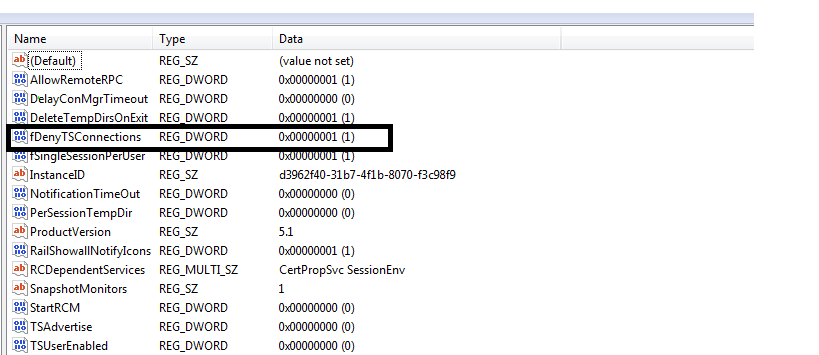 Name Type Data
(Default) REG_SZ (value not set)
AllowRemoteRPC REG_DWORD 0x00000001 (1)
DelayConMgrTimeout REG_DWORD 0x00000000 (0)
DeleteTempDirsOnExit REG_DWORD 0x00000001 (1)
fDenyTSConnections REG_DWORD 0x00000001 (1)
fSingleSessionPerUser REG_DWORD 0x00000001 (1)
InstanceID REG_SZ d3962f40-31b7-4f1b-8070-f3c98f9
NotificationTimeOut REG_DWORD 0x00000000 (0)
PerSessionTempDir REG_DWORD 0x00000000 (0)
ProductVersion REG_SZ 5.1
RailShowallNotifyIcons REG_DWORD 0x00000001 (1)
RCDependentServices REG_MULTI_SZ CertPropSvc SessionEnv
SnapshotMonitors REG_SZ 1
StartRCM REG_DWORD 0x00000000 (0)
TSAdvertise REG_DWORD 0x00000000 (0)
TSUserEnabled REG_DWORD 0x00000000 (0)